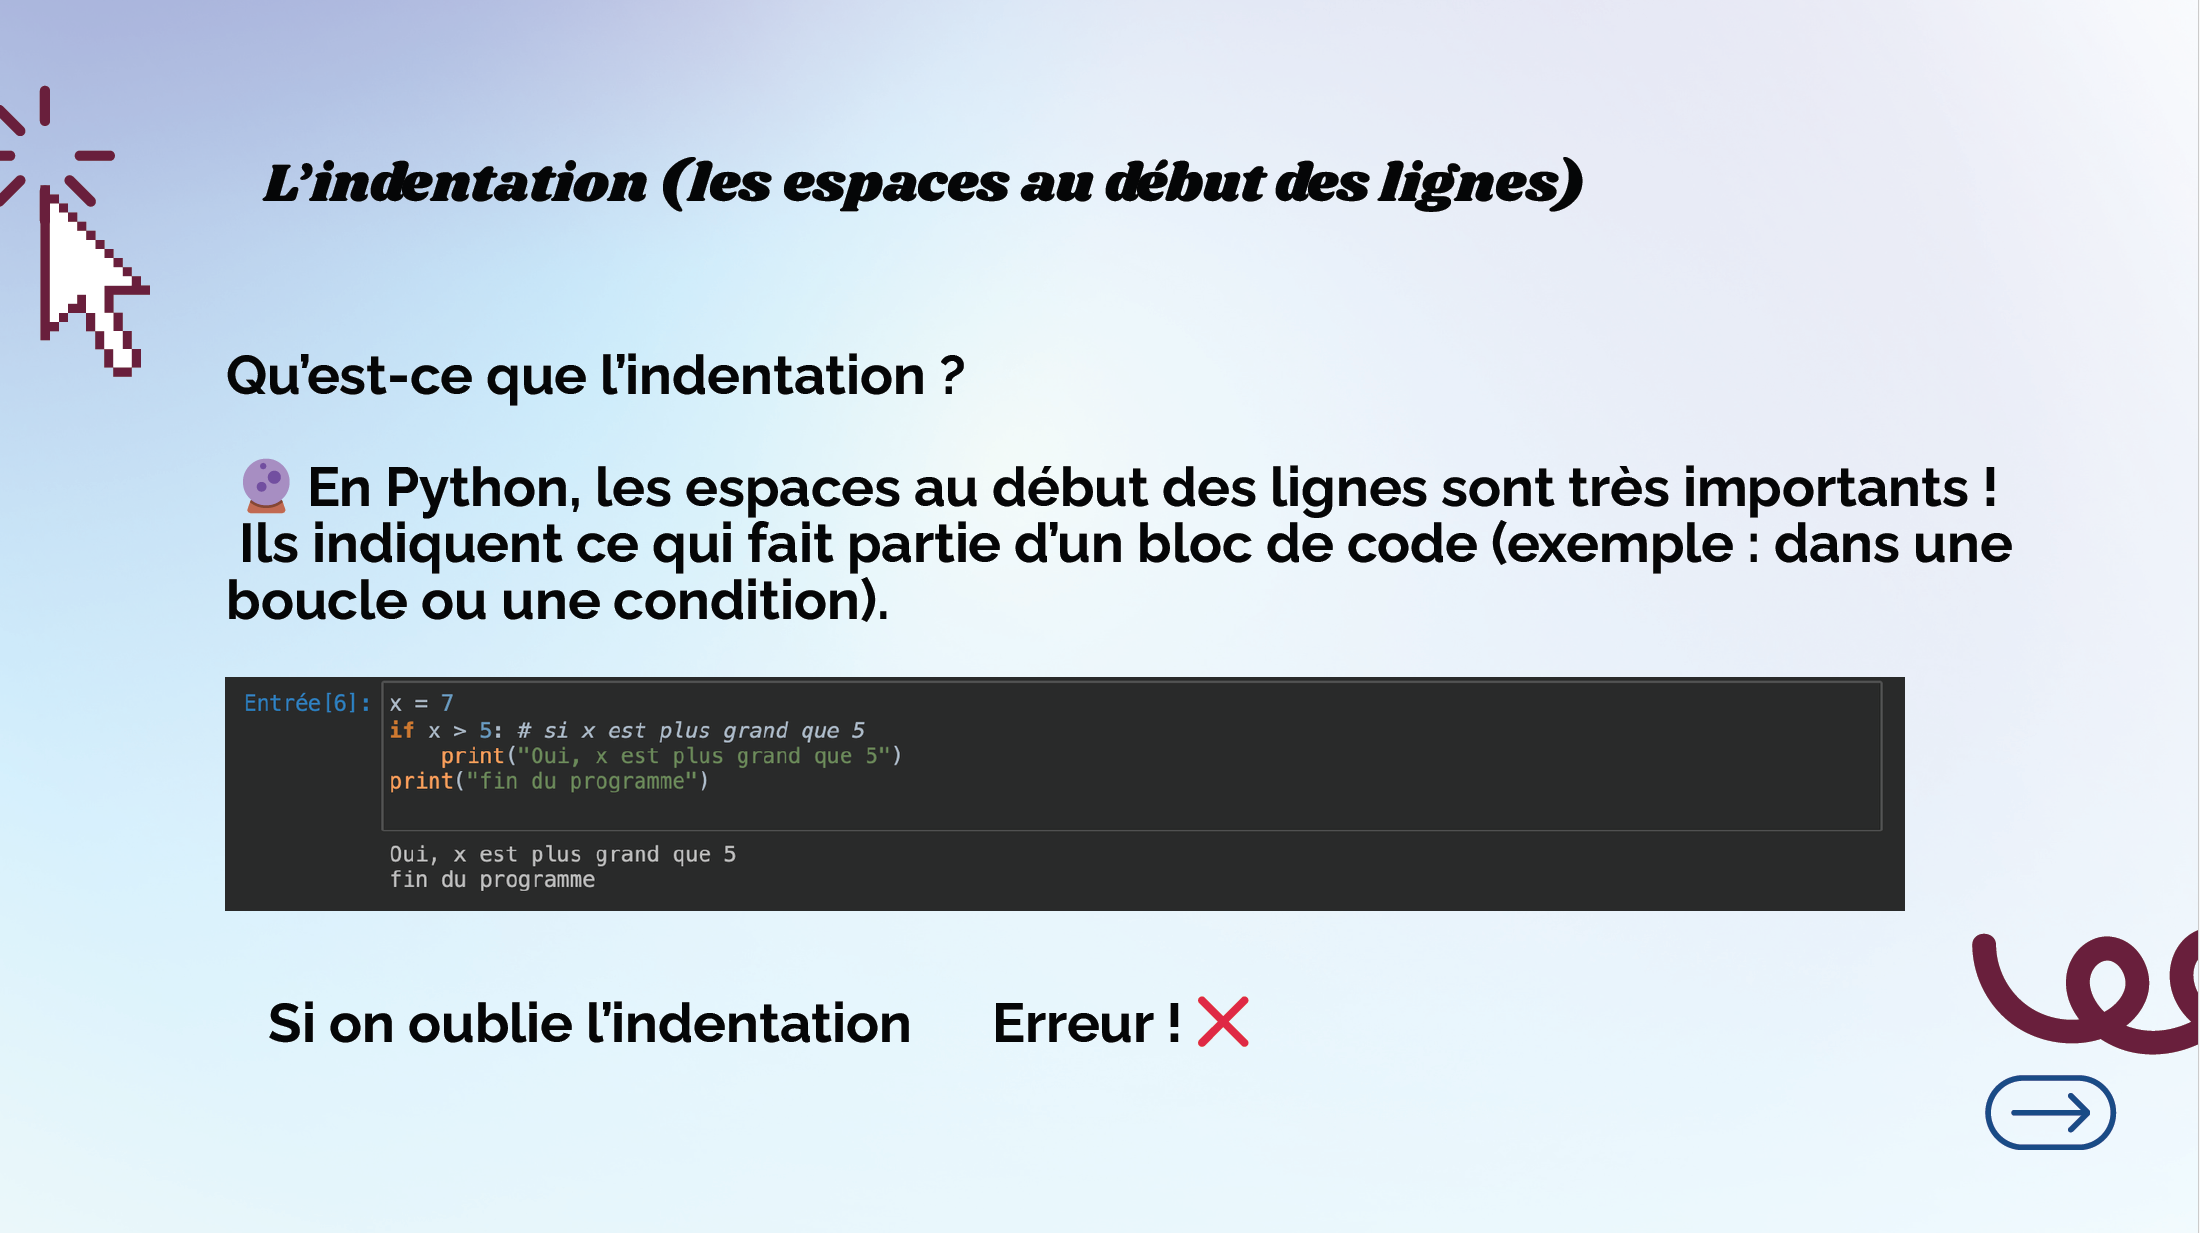 L’indentation (les espaces au début des lignes)
Qu’est-ce que l’indentation ?
🔮 En Python, les espaces au début des lignes sont très importants !
Ils indiquent ce qui fait partie d’un bloc de code (exemple : dans une
boucle ou une condition).
Entrée[6]: x = 7
if x > 5: # si x est plus grand que 5
    print("Oui, x est plus grand que 5")
print("fin du programme")
Oui, x est plus grand que 5
fin du programme
Si on oublie l’indentation Erreur ! ❌